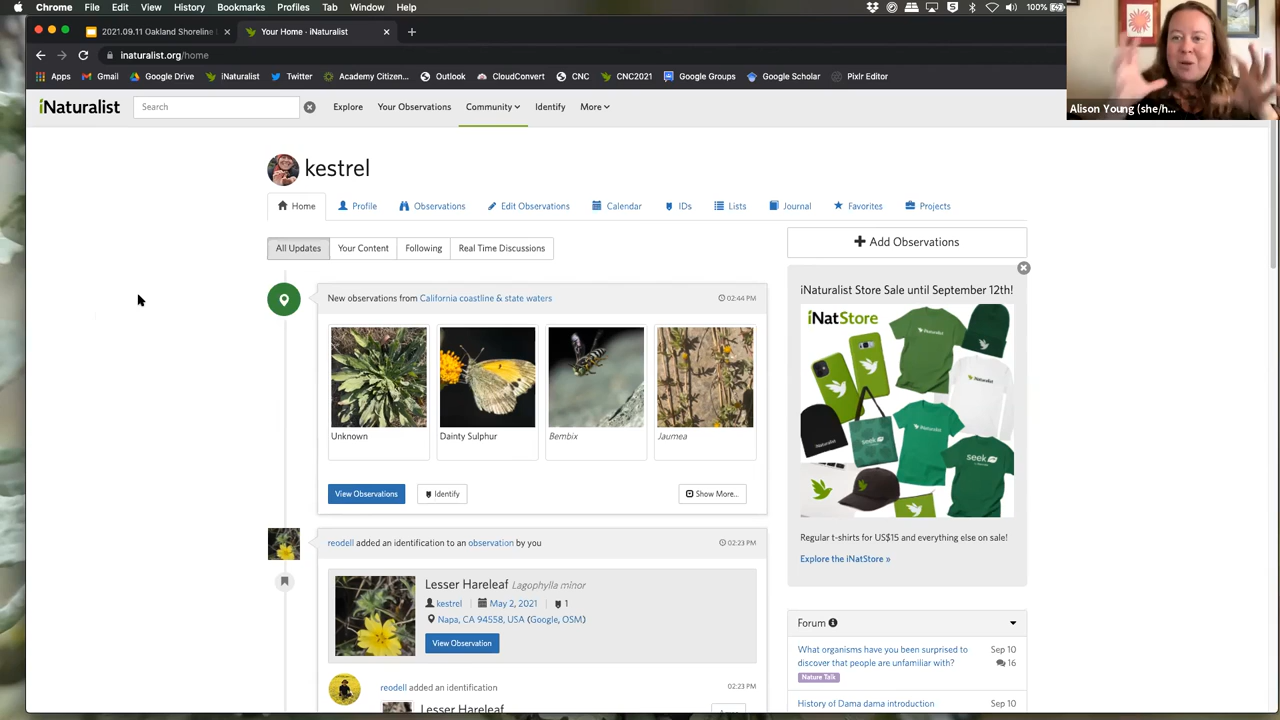 Chrome File Edit View History Bookmarks Profiles Tab Window Help
100%
2021.09.11 Oakland Shoreline
Your Home · iNaturalist
inaturalist.org/home
Apps Gmail Google Drive iNaturalist Twitter Academy Citizen... Outlook CloudConvert CNC CNC2021 Google Groups Google Scholar Pixlr Editor
Alison Young (she/h...
iNaturalist
Search
Explore Your Observations Community Identify More
kestrel
Home Profile Observations Edit Observations Calendar IDs Lists Journal Favorites Projects
All Updates Your Content Following Real Time Discussions
New observations from California coastline & state waters
02:44 PM
Unknown Dainty Sulphur Bembix Jaumea
View Observations Identify Show More...
reodell added an identification to an observation by you
02:23 PM
Lesser Hareleaf Lagophylla minor
kestrel May 2, 2021 1
Napa, CA 94558, USA (Google, OSM)
View Observation
reodell added an identification
02:23 PM
Lesser Hareleaf
Add Observations
iNaturalist Store Sale until September 12th!
iNatStore
iNaturalist
iNaturalist
iNaturalist
iNaturalist
seek
seek
Regular t-shirts for US$15 and everything else on sale!
Explore the iNatStore »
Forum
What organisms have you been surprised to
discover that people are unfamiliar with?
Sep 10
16
Nature Talk
History of Dama dama introduction
Sep 10